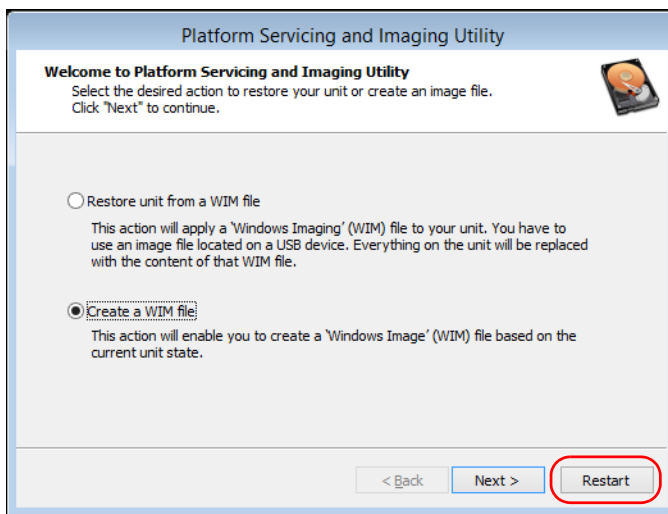 Platform Servicing and Imaging Utility
Welcome to Platform Servicing and Imaging Utility
Select the desired action to restore your unit or create an image file.
Click "Next" to continue.
Restore unit from a WIM file
This action will apply a ‘Windows Imaging’ (WIM) file to your unit. You have to
use an image file located on a USB device. Everything on the unit will be replaced
with the content of that WIM file.
Create a WIM file
This action will enable you to create a ‘Windows Image’ (WIM) file based on the
current unit state.
< Back Next > Restart